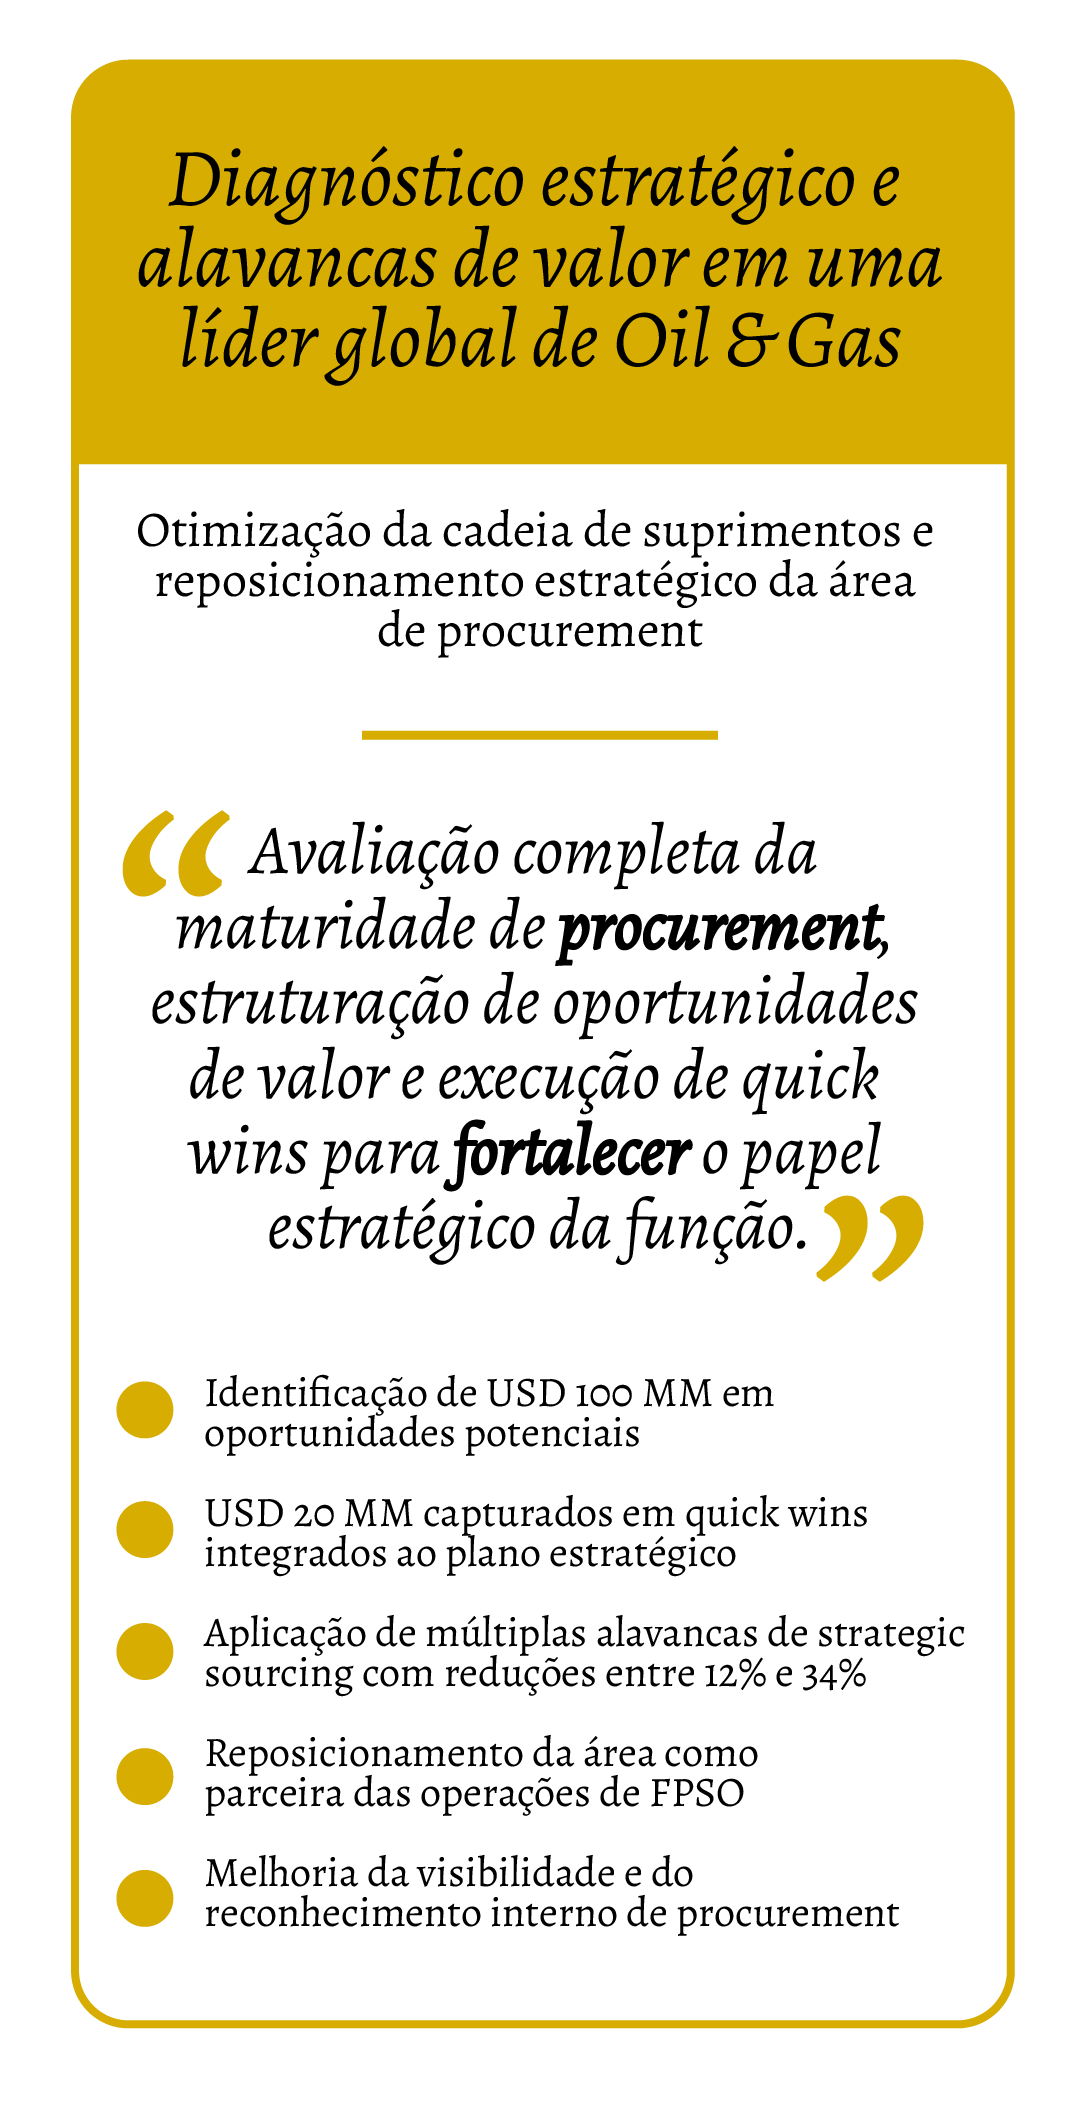 Diagnóstico estratégico e
alavancas de valor em uma
líder global de Oil & Gas
Otimização da cadeia de suprimentos e
reposicionamento estratégico da área
de procurement
“Avaliação completa da
maturidade de procurement,
estruturação de oportunidades
de valor e execução de quick
wins para fortalecer o papel
estratégico da função.”
Identificação de USD 100 MM em
oportunidades potenciais
USD 20 MM capturados em quick wins
integrados ao plano estratégico
Aplicação de múltiplas alavancas de strategic
sourcing com reduções entre 12% e 34%
Reposicionamento da área como
parceira das operações de FPSO
Melhoria da visibilidade e do
reconhecimento interno de procurement